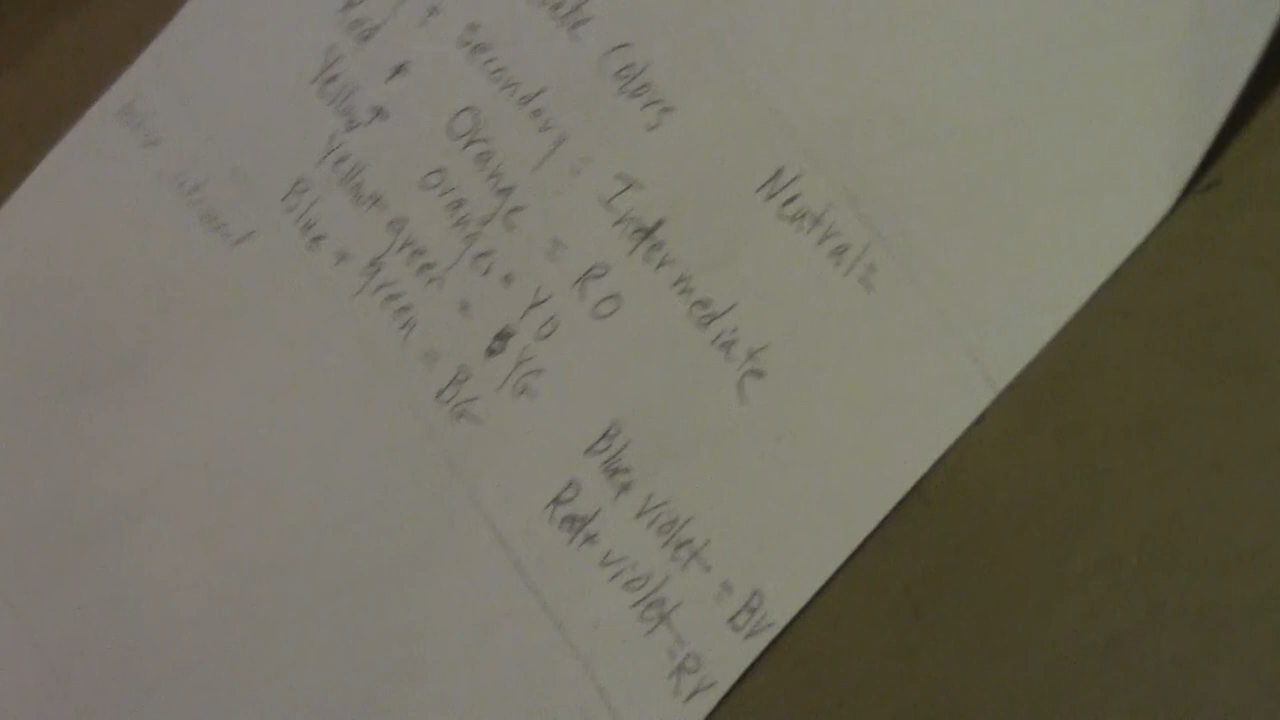 Colors
+ secondary = Intermediate
Red + Orange = RO
Yellow + orange = YO
Yellow + green = YG
Blue + green = BG
Neutrals
Blue + violet = BV
Red + violet = RV